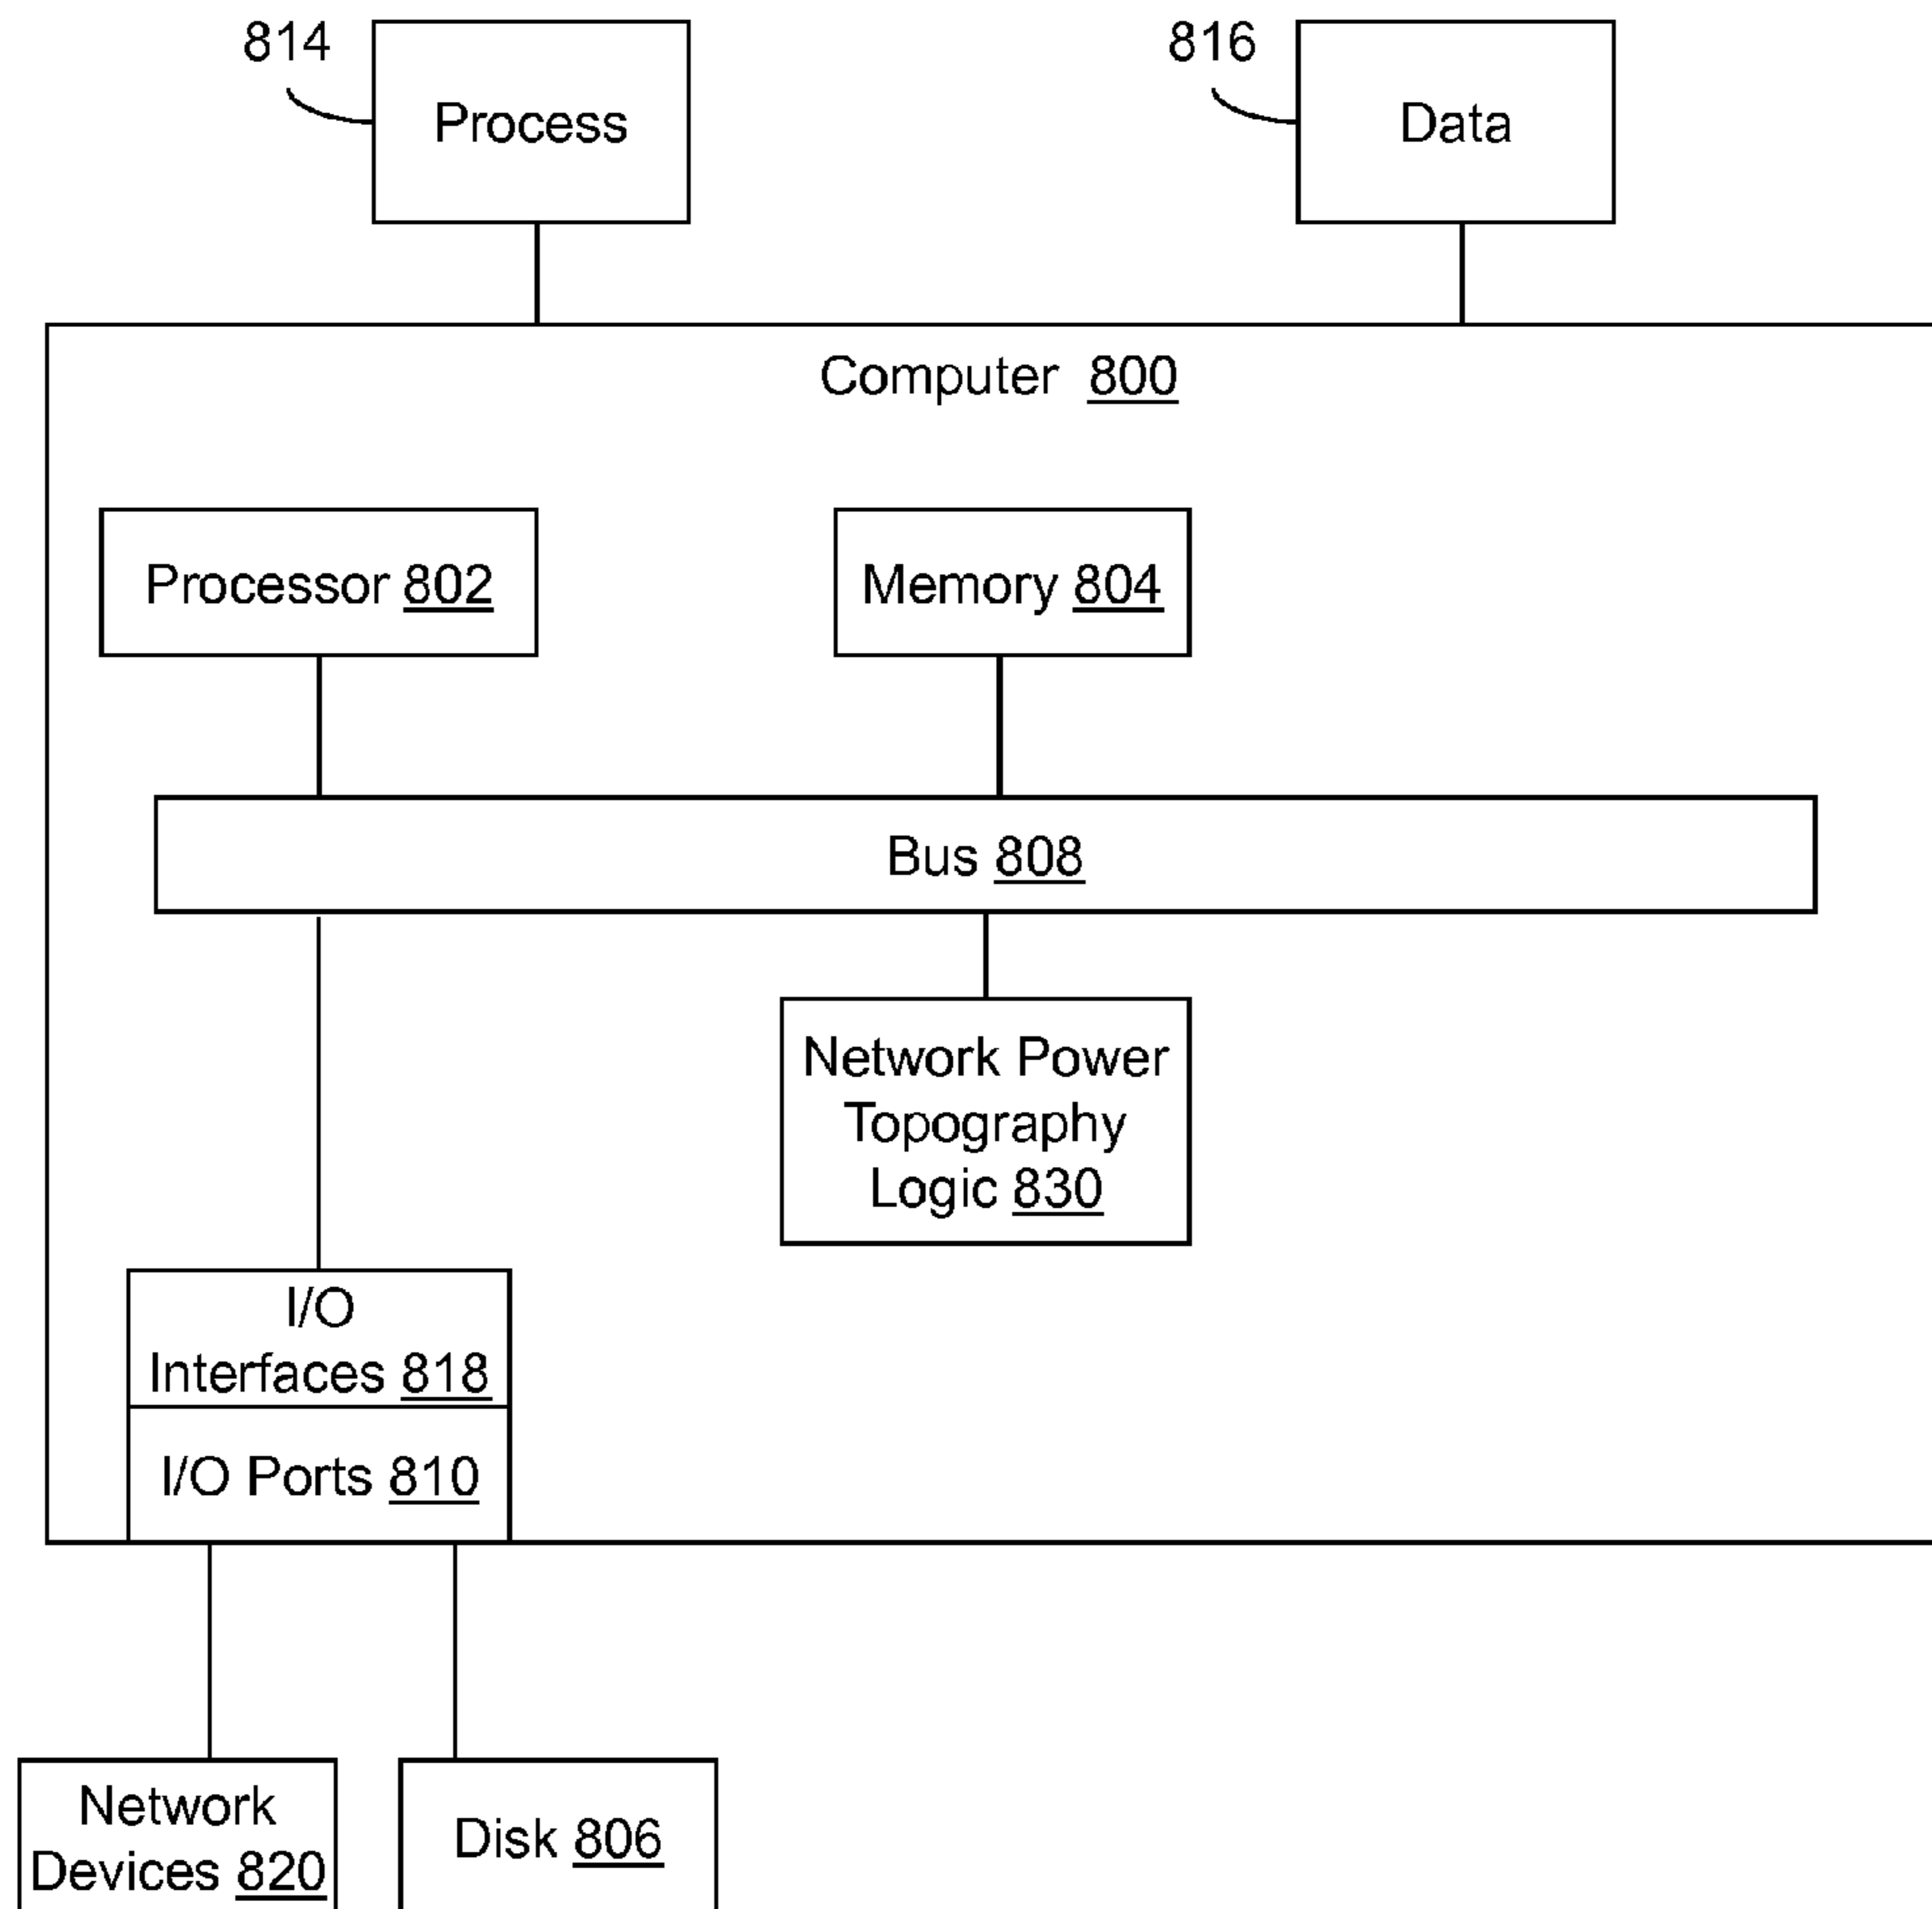 814
Process
816
Data
Computer 800
Processor 802
Memory 804
Bus 808
Network Power
Topography
Logic 830
I/O
Interfaces 818
I/O Ports 810
Network
Devices 820
Disk 806